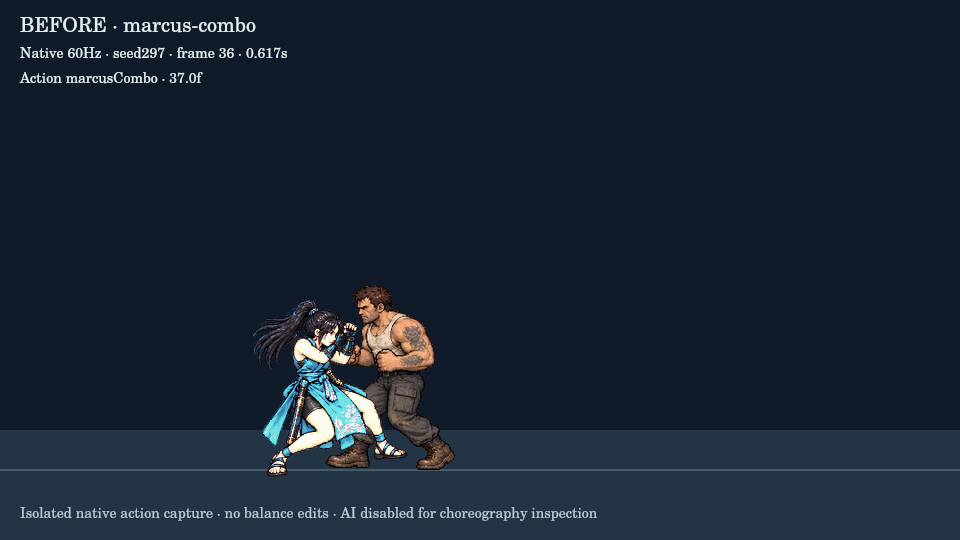 BEFORE · marcus-combo
Native 60Hz · seed297 · frame 36 · 0.617s
Action marcusCombo · 37.0f
Isolated native action capture · no balance edits · AI disabled for choreography inspection